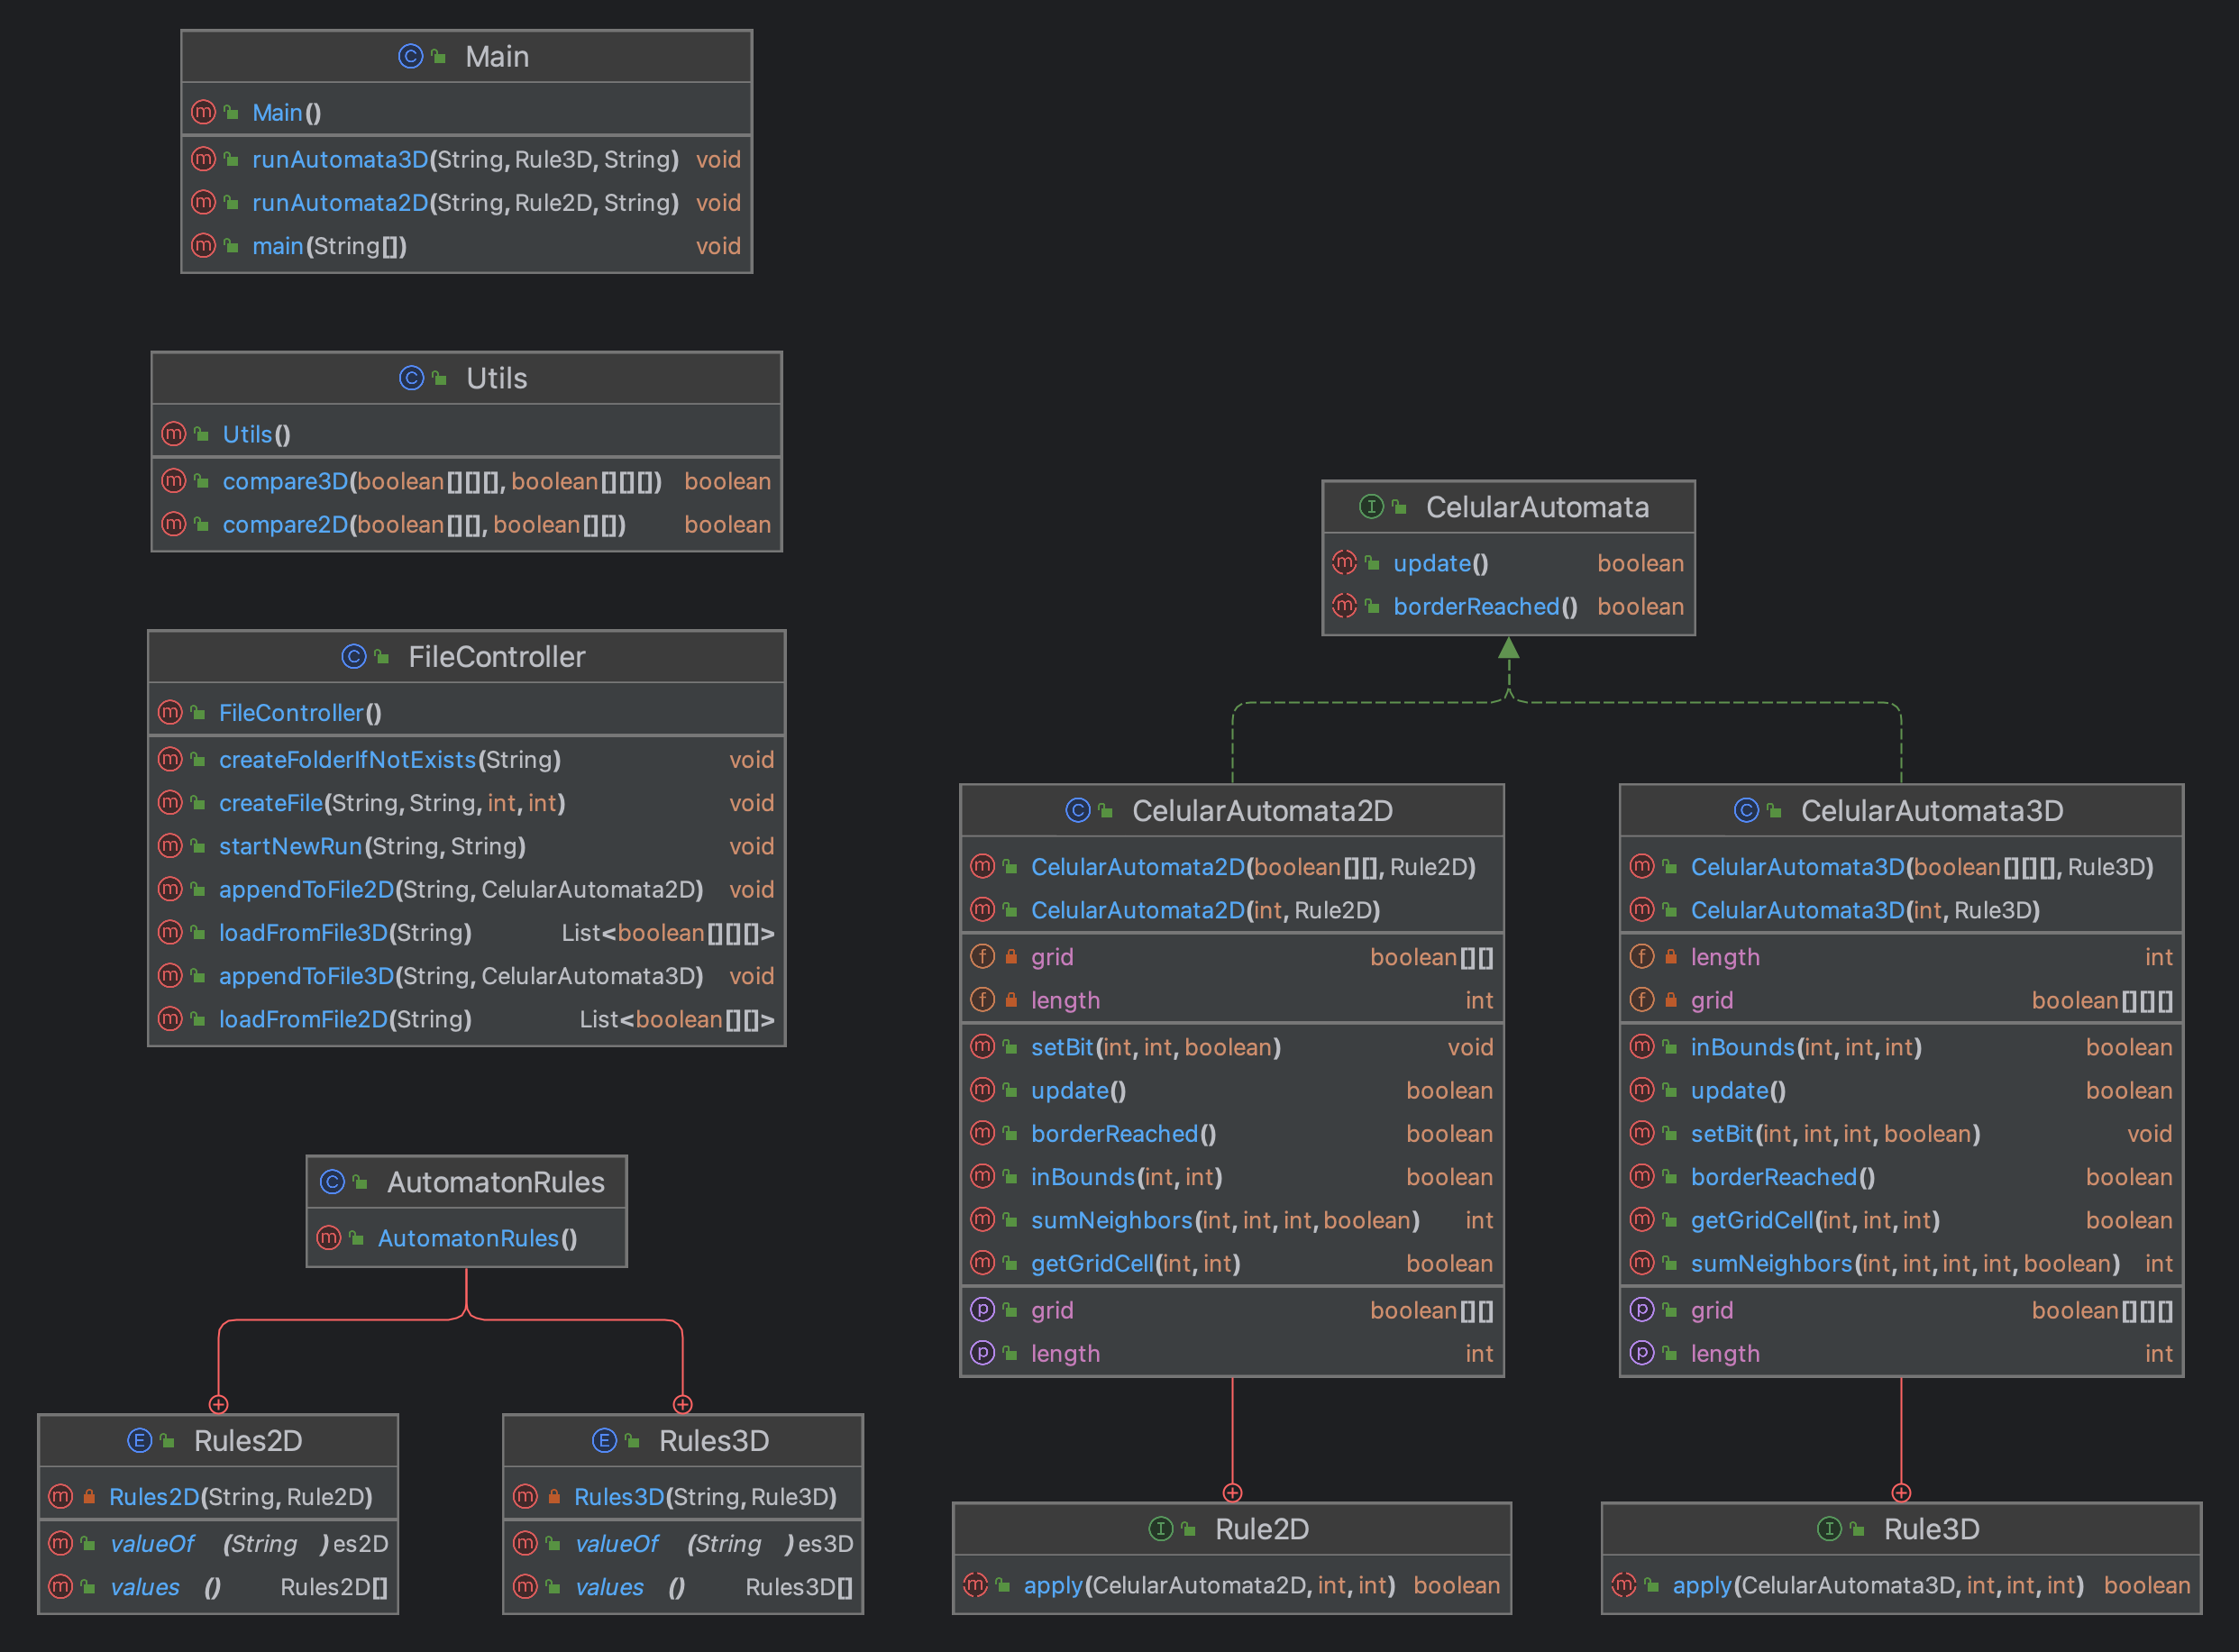 Main
Main()
runAutomata3D(String, Rule3D, String) void
runAutomata2D(String, Rule2D, String) void
main(String[]) void
Utils
Utils()
compare3D(boolean[][][], boolean[][][]) boolean
compare2D(boolean[][], boolean[][]) boolean
FileController
FileController()
createFolderIfNotExists(String) void
createFile(String, String, int, int) void
startNewRun(String, String) void
appendToFile2D(String, CelularAutomata2D) void
loadFromFile3D(String) List<boolean[][][]>
appendToFile3D(String, CelularAutomata3D) void
loadFromFile2D(String) List<boolean[][]>
AutomatonRules
AutomatonRules()
Rules2D
Rules2D(String, Rule2D)
valueOf (String )es2D
values () Rules2D[]
Rules3D
Rules3D(String, Rule3D)
valueOf (String )es3D
values () Rules3D[]
CelularAutomata
update() boolean
borderReached() boolean
CelularAutomata2D
CelularAutomata2D(boolean[][], Rule2D)
CelularAutomata2D(int, Rule2D)
grid boolean[][]
length int
setBit(int, int, boolean) void
update() boolean
borderReached() boolean
inBounds(int, int) boolean
sumNeighbors(int, int, int, boolean) int
getGridCell(int, int) boolean
grid boolean[][]
length int
CelularAutomata3D
CelularAutomata3D(boolean[][][], Rule3D)
CelularAutomata3D(int, Rule3D)
length int
grid boolean[][][]
inBounds(int, int, int) boolean
update() boolean
setBit(int, int, int, boolean) void
borderReached() boolean
getGridCell(int, int, int) boolean
sumNeighbors(int, int, int, int, boolean) int
grid boolean[][][]
length int
Rule2D
apply(CelularAutomata2D, int, int) boolean
Rule3D
apply(CelularAutomata3D, int, int, int) boolean